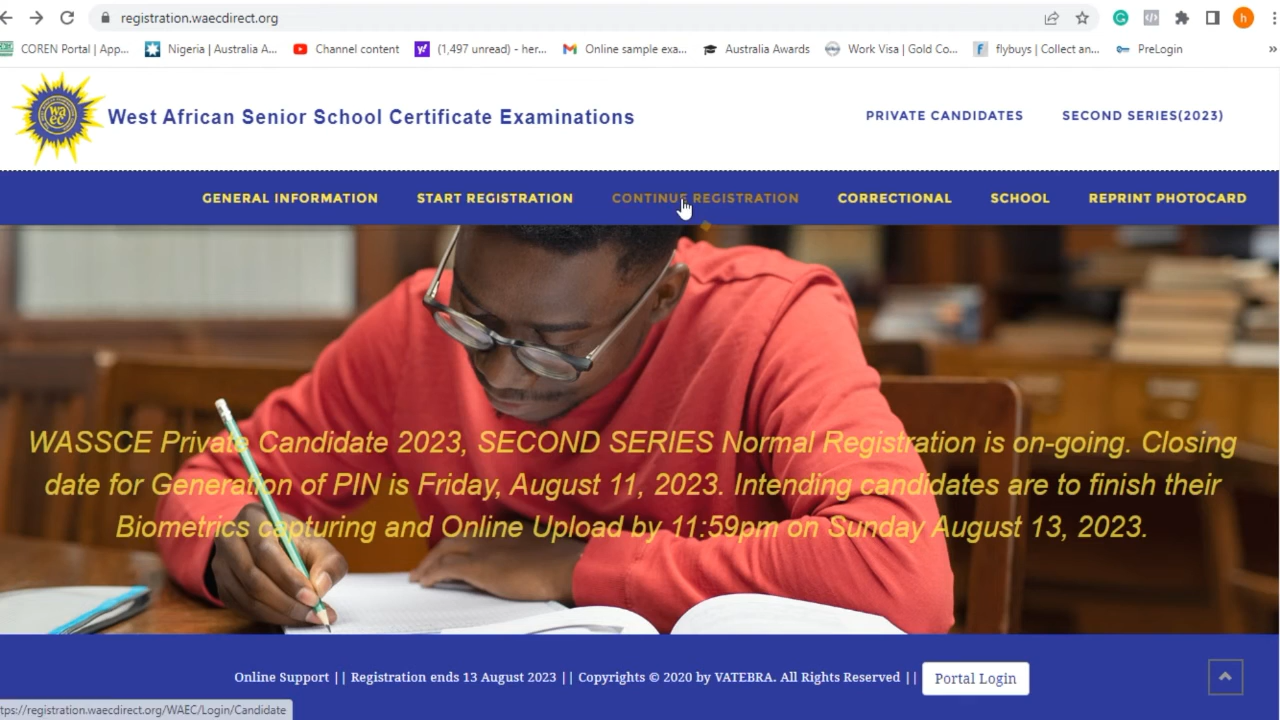 registration.waecdirect.org
h
COREN Portal | App...
Nigeria | Australia A...
Channel content
(1,497 unread) - her...
Online sample exa...
Australia Awards
Work Visa | Gold Co...
flybuys | Collect an...
PreLogin
»
wa
ec
West African Senior School Certificate Examinations
PRIVATE CANDIDATES
SECOND SERIES(2023)
GENERAL INFORMATION
START REGISTRATION
CONTINUE REGISTRATION
CORRECTIONAL
SCHOOL
REPRINT PHOTOCARD
WASSCE Private Candidate 2023, SECOND SERIES Normal Registration is on-going. Closing
date for Generation of PIN is Friday, August 11, 2023. Intending candidates are to finish their
Biometrics capturing and Online Upload by 11:59pm on Sunday August 13, 2023.
Online Support || Registration ends 13 August 2023 || Copyrights © 2020 by VATEBRA. All Rights Reserved ||
Portal Login
tps://registration.waecdirect.org/WAEC/Login/Candidate